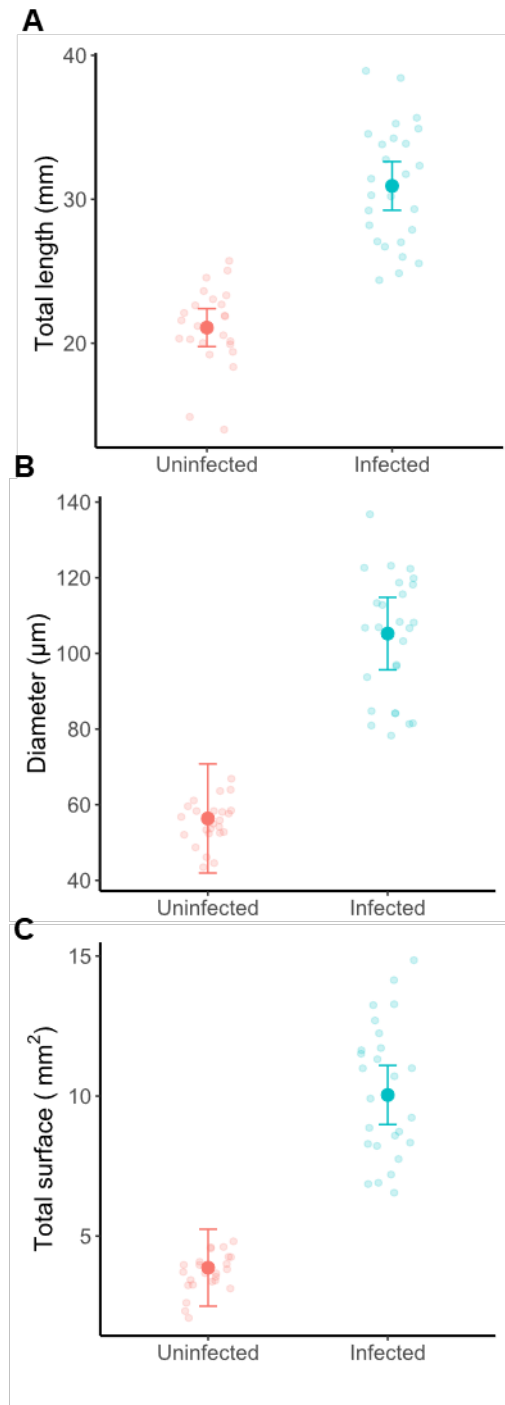 A
Total length (mm)
40
30
20
Uninfected Infected
B
Diameter (µm)
140
120
100
80
60
40
Uninfected Infected
C
Total surface ( mm²)
15
10
5
Uninfected Infected